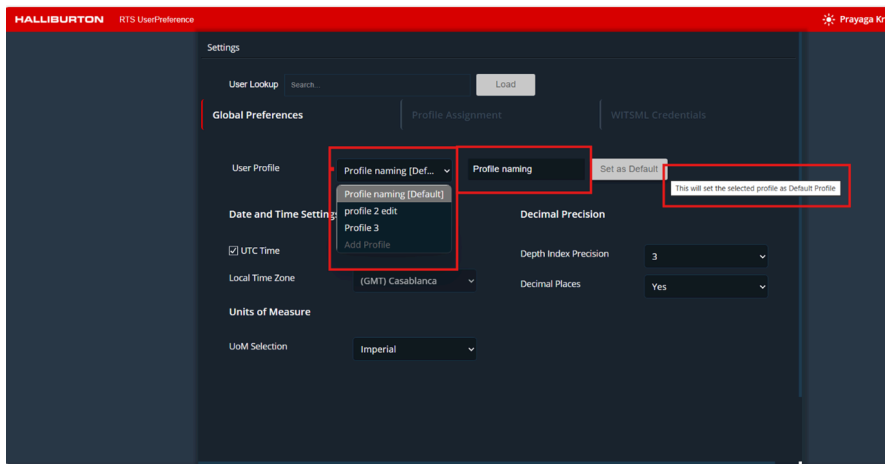 HALLIBURTON RTS UserPreference Prayaga Kr
Settings
User Lookup Search... Load
Global Preferences Profile Assignment WITSML Credentials
User Profile Profile naming [Def... Profile naming Set as Default
This will set the selected profile as Default Profile
Profile naming [Default]
profile 2 edit
Profile 3
Add Profile
Date and Time Setting Decimal Precision
UTC Time Depth Index Precision 3
Local Time Zone (GMT) Casablanca Decimal Places Yes
Units of Measure
UoM Selection Imperial